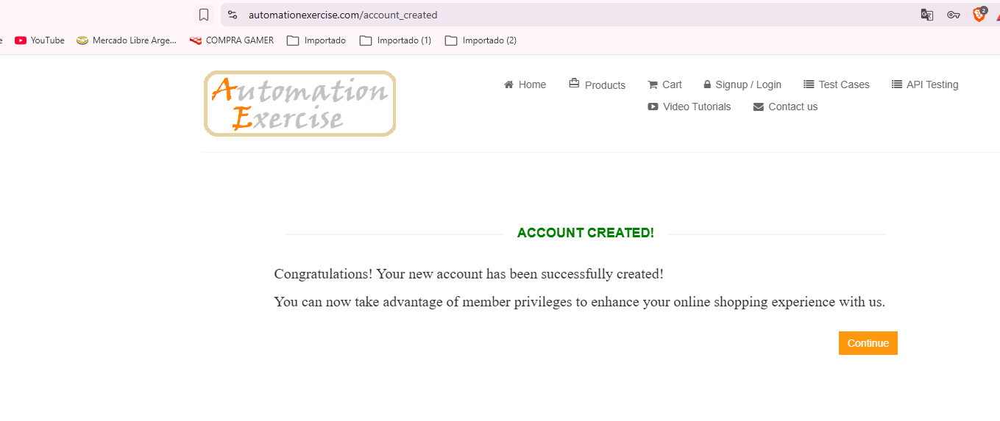 automationexercise.com/account_created
YouTube Mercado Libre Arge... COMPRA GAMER Importado Importado (1) Importado (2)
Automation
Exercise
Home Products Cart Signup / Login Test Cases API Testing
Video Tutorials Contact us
ACCOUNT CREATED!
Congratulations! Your new account has been successfully created!
You can now take advantage of member privileges to enhance your online shopping experience with us.
Continue